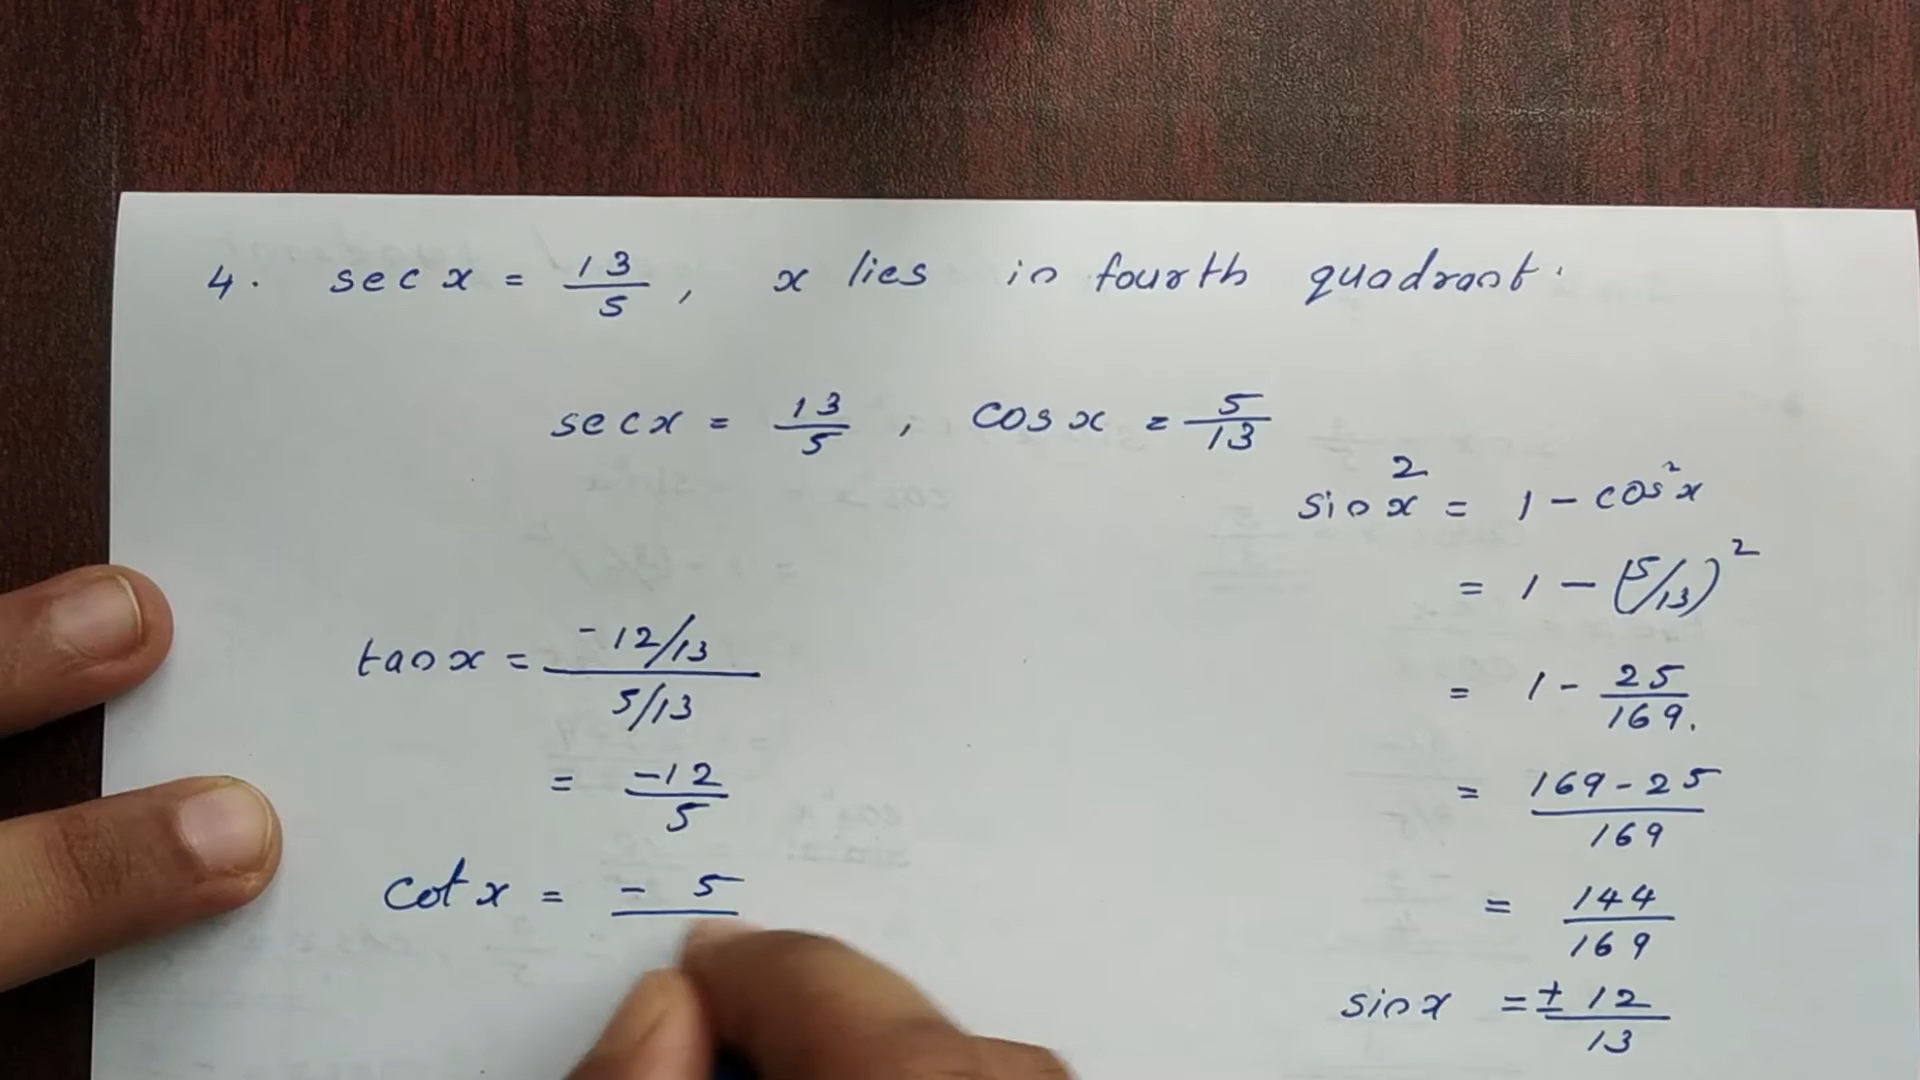 4. sec x = 13/5, x lies in fourth quadrant.
sec x = 13/5, cos x = 5/13
sin x² = 1 - cos²x
= 1 - (5/13)²
= 1 - 25/169.
= 169-25/169
= 144/169
sin x = ± 12/13
tan x = -12/13 / 5/13
= -12/5
cot x = - 5